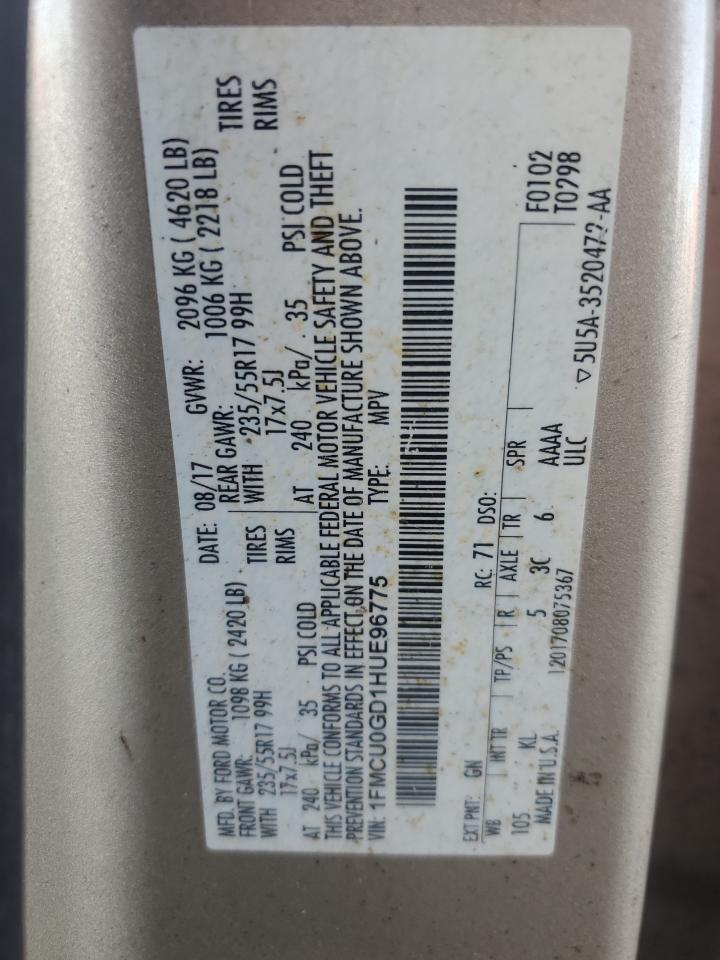 MFD. BY FORD MOTOR CO. DATE: 08/17 GVWR: 2096 KG ( 4620 LB)
FRONT GAWR: 1098 KG ( 2420 LB) REAR GAWR: 1006 KG ( 2218 LB)
WITH 235/55R17 99H TIRES WITH 235/55R17 99H TIRES
17x7.5J RIMS 17x7.5J RIMS
AT 240 kPa/ 35 PSI COLD AT 240 kPa/ 35 PSI COLD
THIS VEHICLE CONFORMS TO ALL APPLICABLE FEDERAL MOTOR VEHICLE SAFETY AND THEFT
PREVENTION STANDARDS IN EFFECT ON THE DATE OF MANUFACTURE SHOWN ABOVE.
VIN: 1FMCU0GD1HUE96775 TYPE: MPV
EXT PNT: GN RC: 71 DSO: F0102
WB INT TR TP/PS R AXLE TR SPR T0298
105 KL 5 3C 6 AAAA
MADE IN U.S.A. 1201708075367 ULC